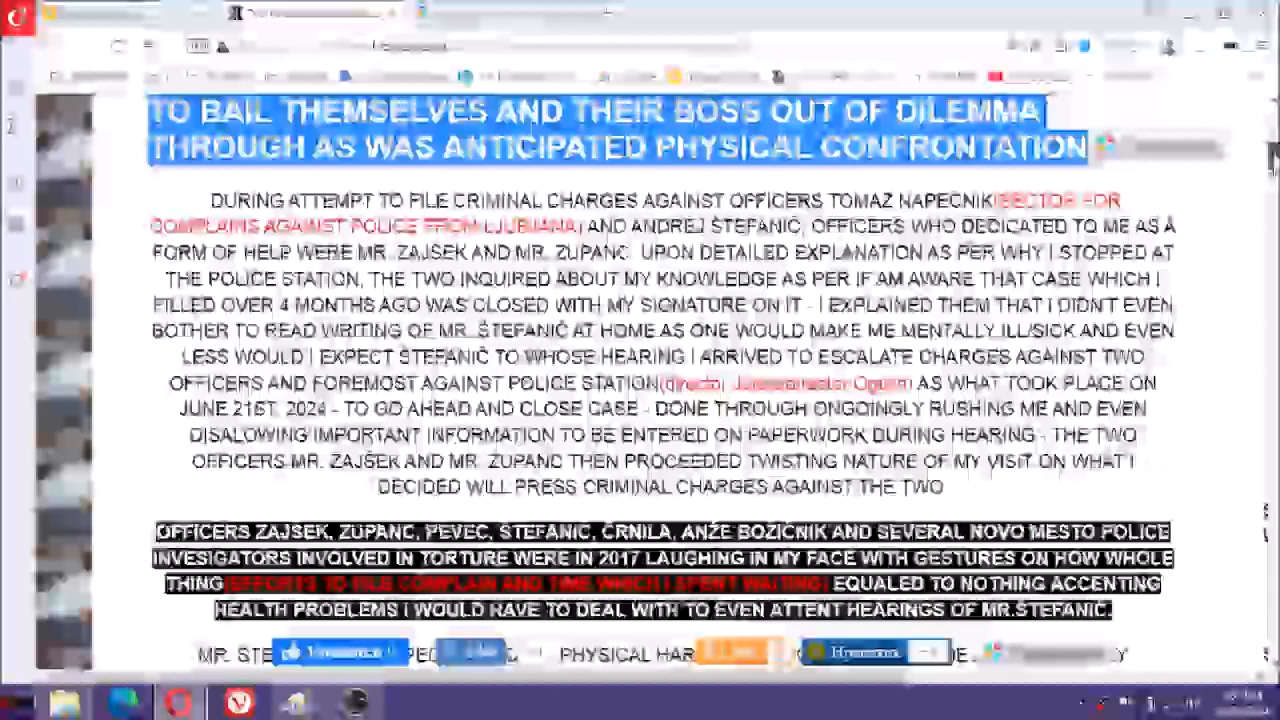 TO BAIL THEMSELVES AND THEIR BOSS OUT OF DILEMMA
THROUGH AS WAS ANTICIPATED PHYSICAL CONFRONTATION
DURING ATTEMPT TO FILE CRIMINAL CHARGES AGAINST OFFICERS TOMAZ NAPECNIK(SECTOR FOR
COMPLAINS AGAINST POLICE FROM LJUBJANA) AND ANDREJ ŠTEFANIČ, OFFICERS WHO DEDICATED TO ME AS A
FORM OF HELP WERE MR. ZAJŠEK AND MR. ZUPANC. UPON DETAILED EXPLANATION AS PER WHY I STOPPED AT
THE POLICE STATION, THE TWO INQUIRED ABOUT MY KNOWLEDGE AS PER IF AM AWARE THAT CASE WHICH I
FILLED OVER 4 MONTHS AGO WAS CLOSED WITH MY SIGNATURE ON IT - I EXPLAINED THEM THAT I DIDN'T EVEN
BOTHER TO READ WRITING OF MR. ŠTEFANIČ AT HOME AS ONE WOULD MAKE ME MENTALLY ILL/SICK AND EVEN
LESS WOULD I EXPECT ŠTEFANIČ TO WHOSE HEARING I ARRIVED TO ESCALATE CHARGES AGAINST TWO
OFFICERS AND FOREMOST AGAINST POLICE STATION(director AS WHAT TOOK PLACE ON
JUNE 21ST, 2024 - TO GO AHEAD AND CLOSE CASE - DONE THROUGH ONGOINGLY RUSHING ME AND EVEN
DISALOWING IMPORTANT INFORMATION TO BE ENTERED ON PAPERWORK DURING HEARING - THE TWO
OFFICERS MR. ZAJŠEK AND MR. ZUPANC THEN PROCEEDED TWISTING NATURE OF MY VISIT ON WHAT I
DECIDED WILL PRESS CRIMINAL CHARGES AGAINST THE TWO
OFFICERS ZAJSEK, ZUPANC, PEVEC, ŠTEFANIC, ČRNILA, ANŽE BOZIČNIK AND SEVERAL NOVO MESTO POLICE
INVESIGATORS INVOLVED IN TORTURE WERE IN 2017 LAUGHING IN MY FACE WITH GESTURES ON HOW WHOLE
THING(EFFORTS TO FILE COMPLAIN AND TIME WHICH I SPENT WAITING) EQUALED TO NOTHING ACCENTING
HEALTH PROBLEMS I WOULD HAVE TO DEAL WITH TO EVEN ATTENT HEARINGS OF MR.ŠTEFANIČ.
MR. STE PHYSICAL HAR